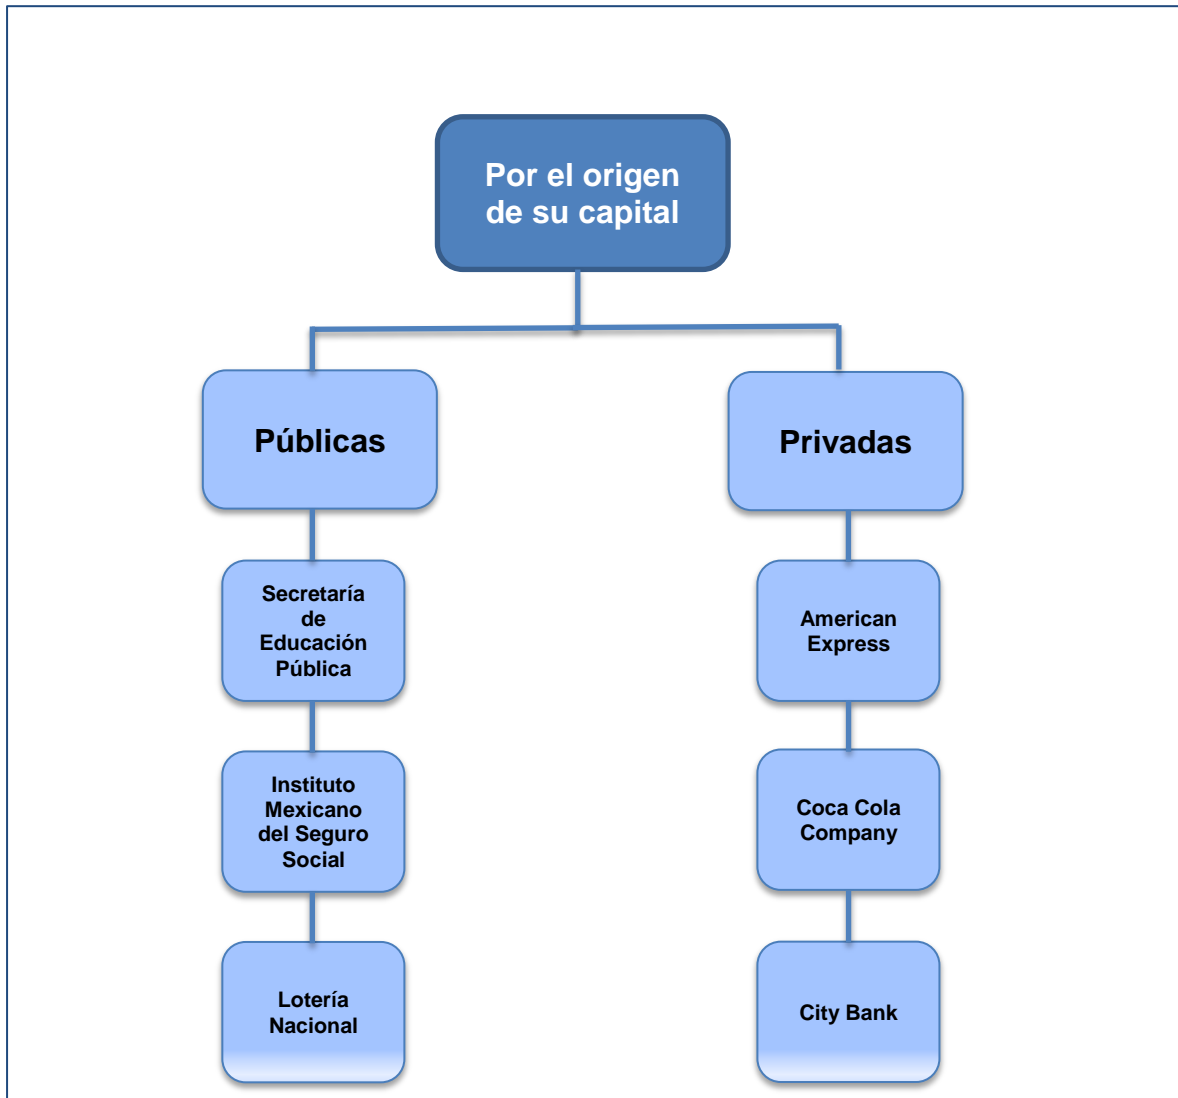 Por el origen
de su capital
Públicas
Privadas
Secretaría
de
Educación
Pública
American
Express
Instituto
Mexicano
del Seguro
Social
Coca Cola
Company
Lotería
Nacional
City Bank